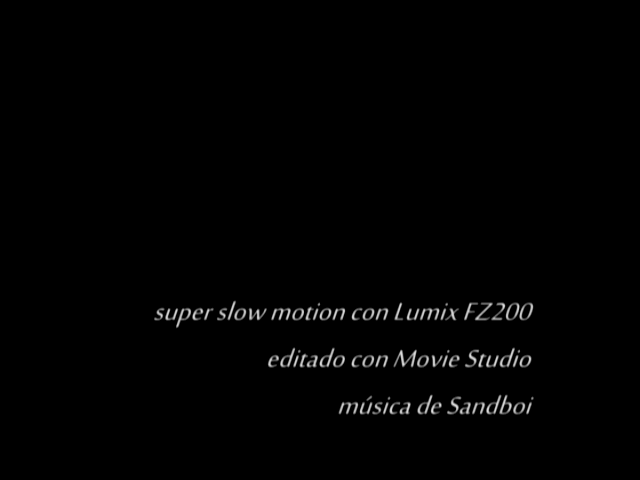 super slow motion con Lumix FZ200
editado con Movie Studio
música de Sandboi